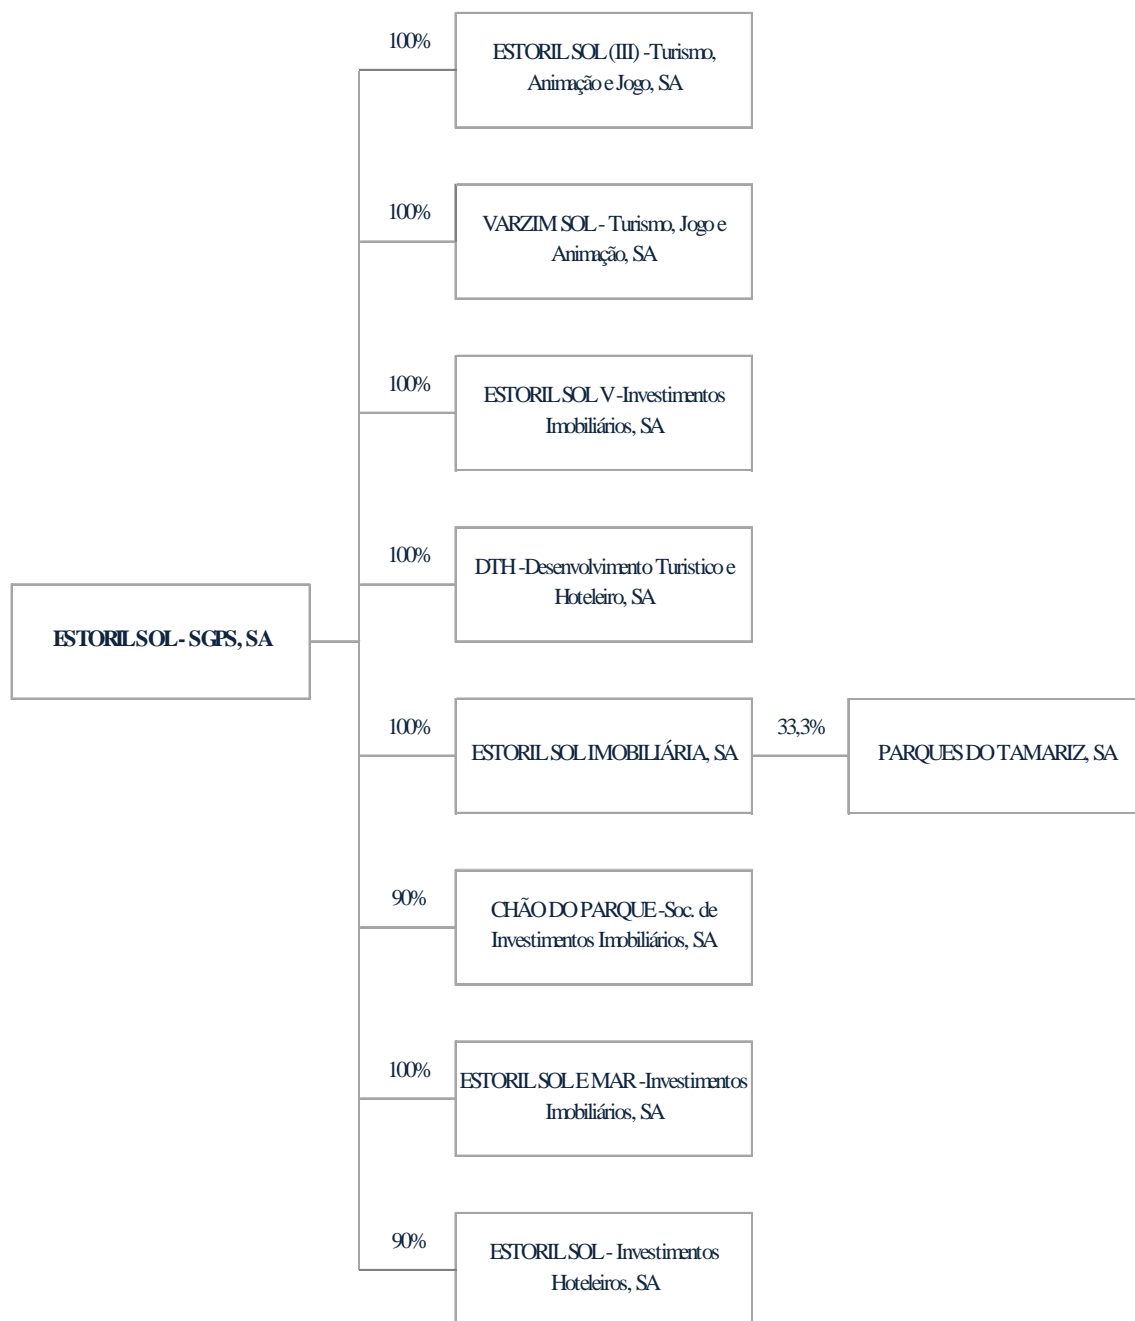 100%
ESTORIL SOL (III) -Turismo,
Animação e Jogo, SA
100%
VARZIM SOL - Turismo, Jogo e
Animação, SA
100%
ESTORIL SOL V -Investimentos
Imobiliários, SA
100%
DTH -Desenvolvimento Turistico e
Hoteleiro, SA
ESTORIL SOL - SGPS, SA
100%
ESTORIL SOL IMOBILIÁRIA, SA
33,3%
PARQUES DO TAMARIZ, SA
90%
CHÃO DO PARQUE -Soc. de
Investimentos Imobiliários, SA
100%
ESTORIL SOL E MAR -Investimentos
Imobiliários, SA
90%
ESTORIL SOL - Investimentos
Hoteleiros, SA